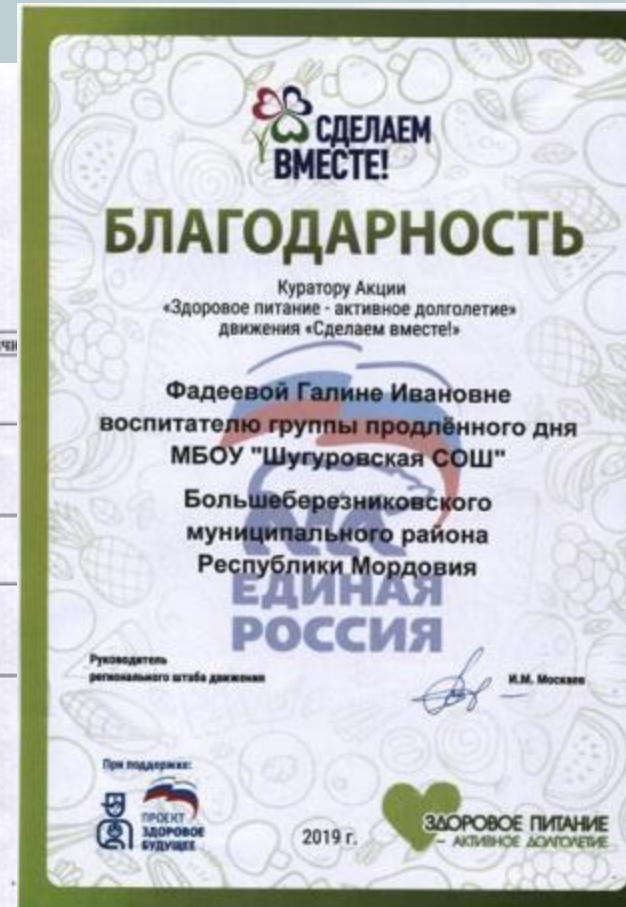 СДЕЛАЕМ
ВМЕСТЕ!
БЛАГОДАРНОСТЬ
Куратору Акции
«Здоровое питание - активное долголетие»
движения «Сделаем вместе!»
Фадеевой Галине Ивановне
воспитателю группы продлённого дня
МБОУ "Шугуровская СОШ"
Большеберезниковского
муниципального района
Республики Мордовия
ЕДИНАЯ
РОССИЯ
Руководитель
регионального штаба движения
И.М. Москаев
При поддержке:
ПРОЕКТ
ЗДОРОВОЕ
БУДУЩЕЕ
2019 г.
ЗДОРОВОЕ ПИТАНИЕ
– АКТИВНОЕ ДОЛГОЛЕТИЕ